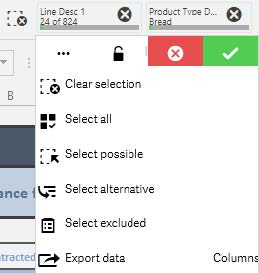 Line Desc 1
24 of 824
Product Type D...
Bread
B
Clear selection
Select all
Select possible
ance f
Select alternative
Select excluded
tracted
Export data
Columns